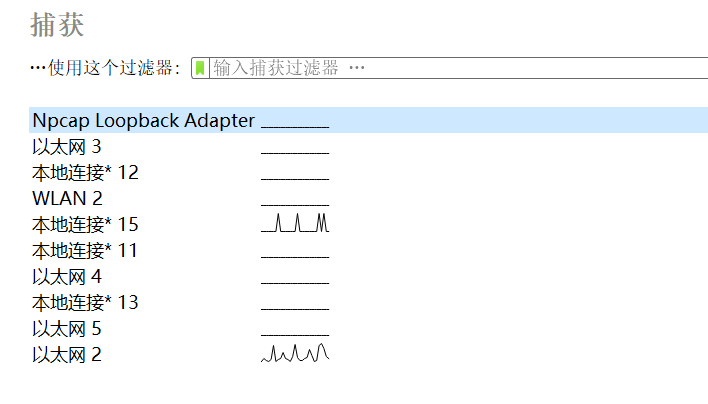 捕获
…使用这个过滤器： 输入捕获过滤器 …
Npcap Loopback Adapter
以太网 3
本地连接* 12
WLAN 2
本地连接* 15
本地连接* 11
以太网 4
本地连接* 13
以太网 5
以太网 2